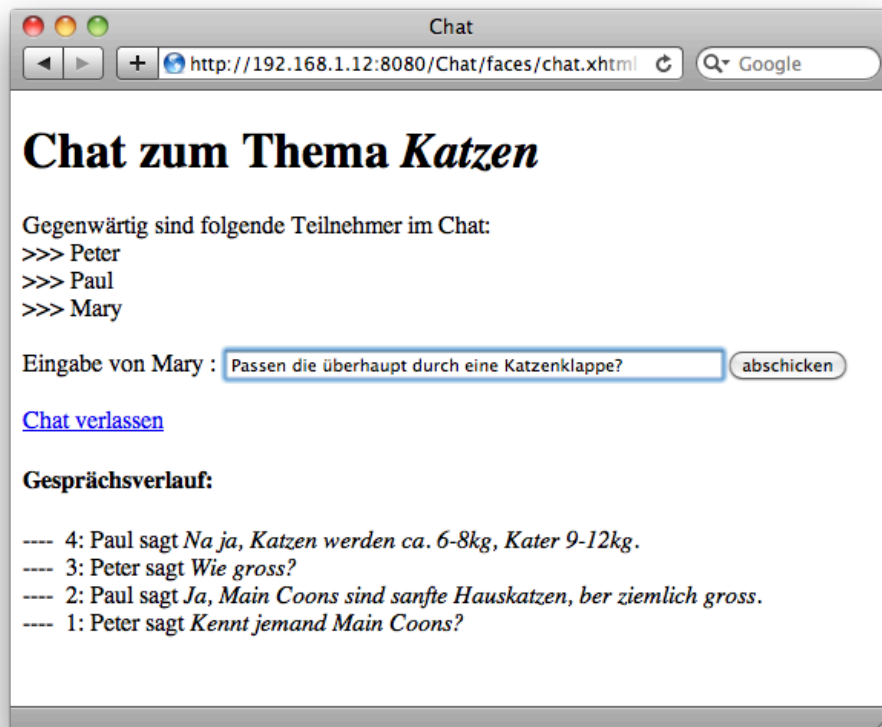 Chat
http://192.168.1.12:8080/Chat/faces/chat.xhtml
Google
Chat zum Thema Katzen
Gegenwärtig sind folgende Teilnehmer im Chat:
>>> Peter
>>> Paul
>>> Mary
Eingabe von Mary : Passen die überhaupt durch eine Katzenklappe? abschicken
Chat verlassen
Gesprächsverlauf:
---- 4: Paul sagt Na ja, Katzen werden ca. 6-8kg, Kater 9-12kg.
---- 3: Peter sagt Wie gross?
---- 2: Paul sagt Ja, Main Coons sind sanfte Hauskatzen, ber ziemlich gross.
---- 1: Peter sagt Kennt jemand Main Coons?